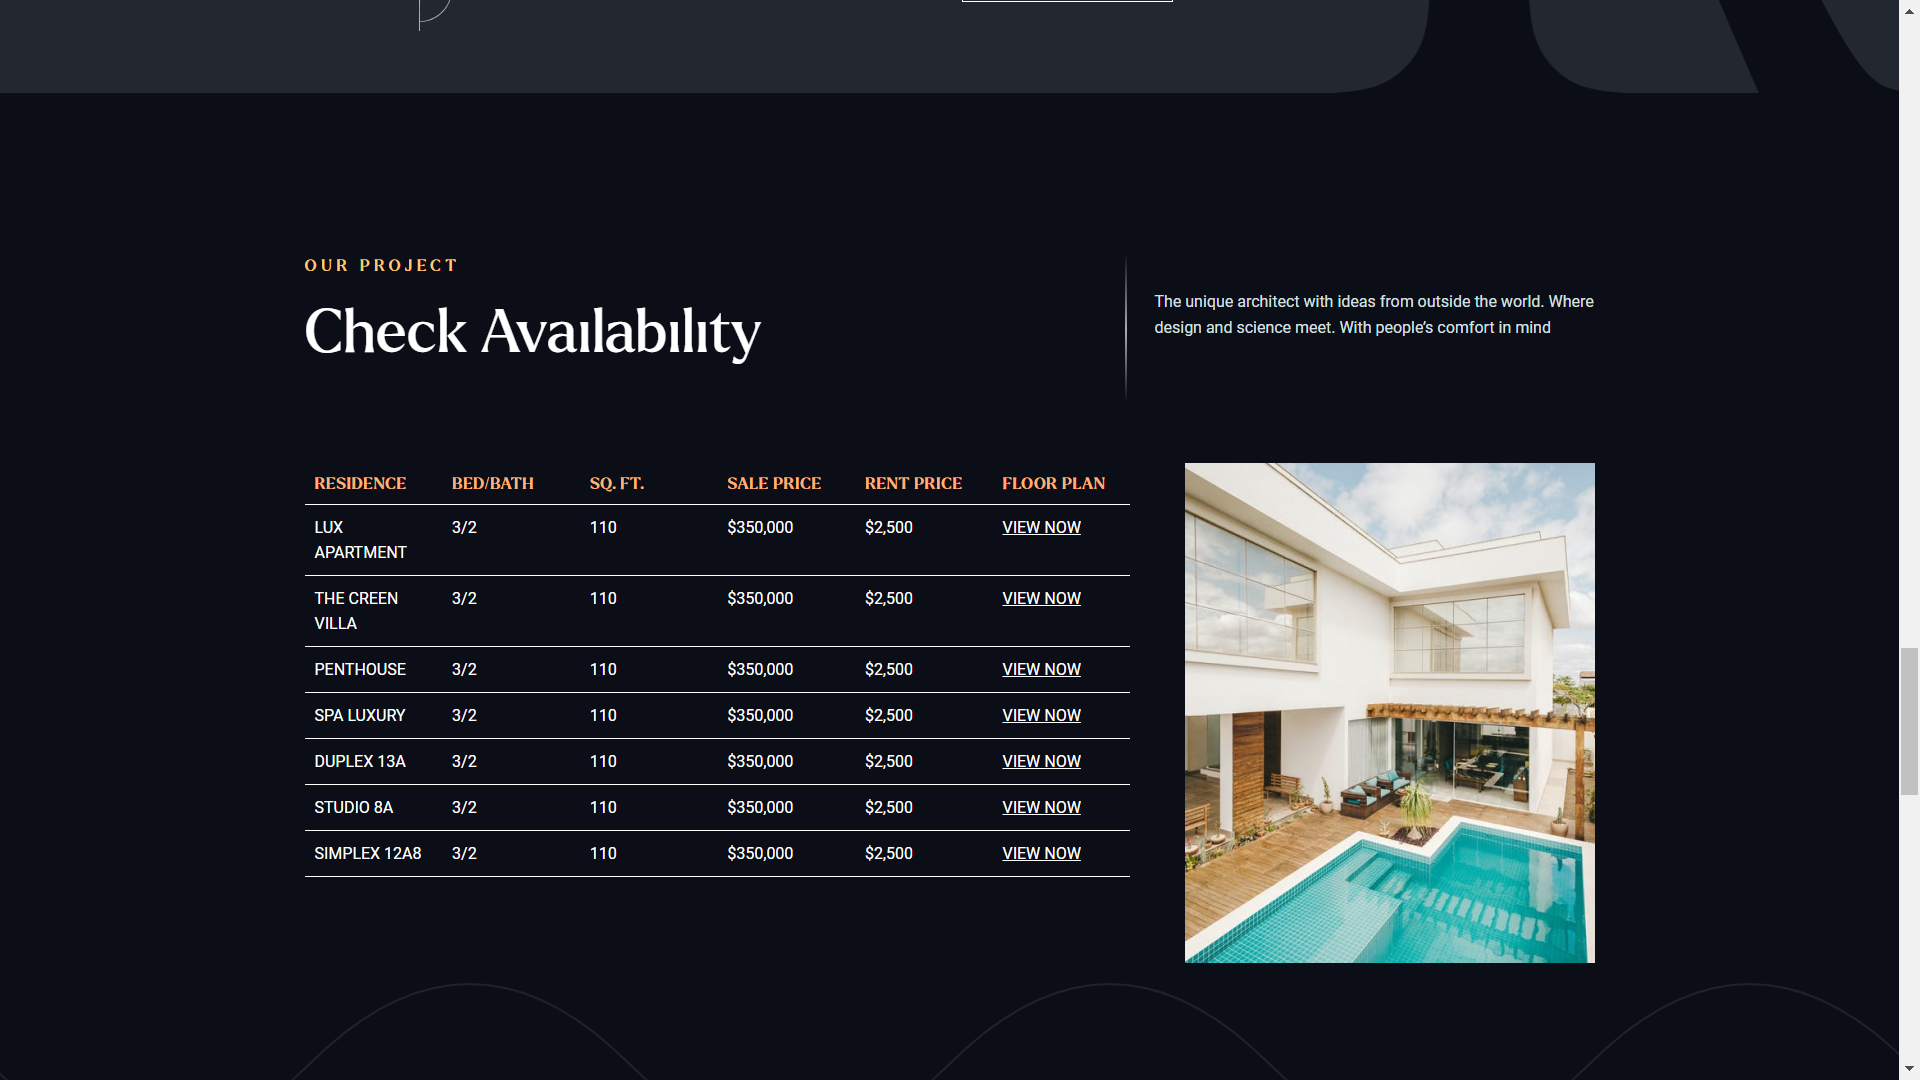 OUR PROJECT
Check Availability
The unique architect with ideas from outside the world. Where
design and science meet. With people’s comfort in mind
RESIDENCE BED/BATH SQ. FT. SALE PRICE RENT PRICE FLOOR PLAN
LUX 3/2 110 $350,000 $2,500 VIEW NOW
APARTMENT
THE CREEN 3/2 110 $350,000 $2,500 VIEW NOW
VILLA
PENTHOUSE 3/2 110 $350,000 $2,500 VIEW NOW
SPA LUXURY 3/2 110 $350,000 $2,500 VIEW NOW
DUPLEX 13A 3/2 110 $350,000 $2,500 VIEW NOW
STUDIO 8A 3/2 110 $350,000 $2,500 VIEW NOW
SIMPLEX 12A8 3/2 110 $350,000 $2,500 VIEW NOW